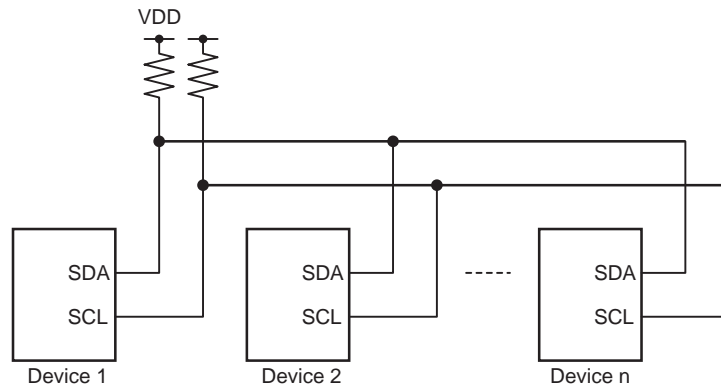 VDD
SDA
SCL
Device 1
SDA
SCL
Device 2
SDA
SCL
Device n